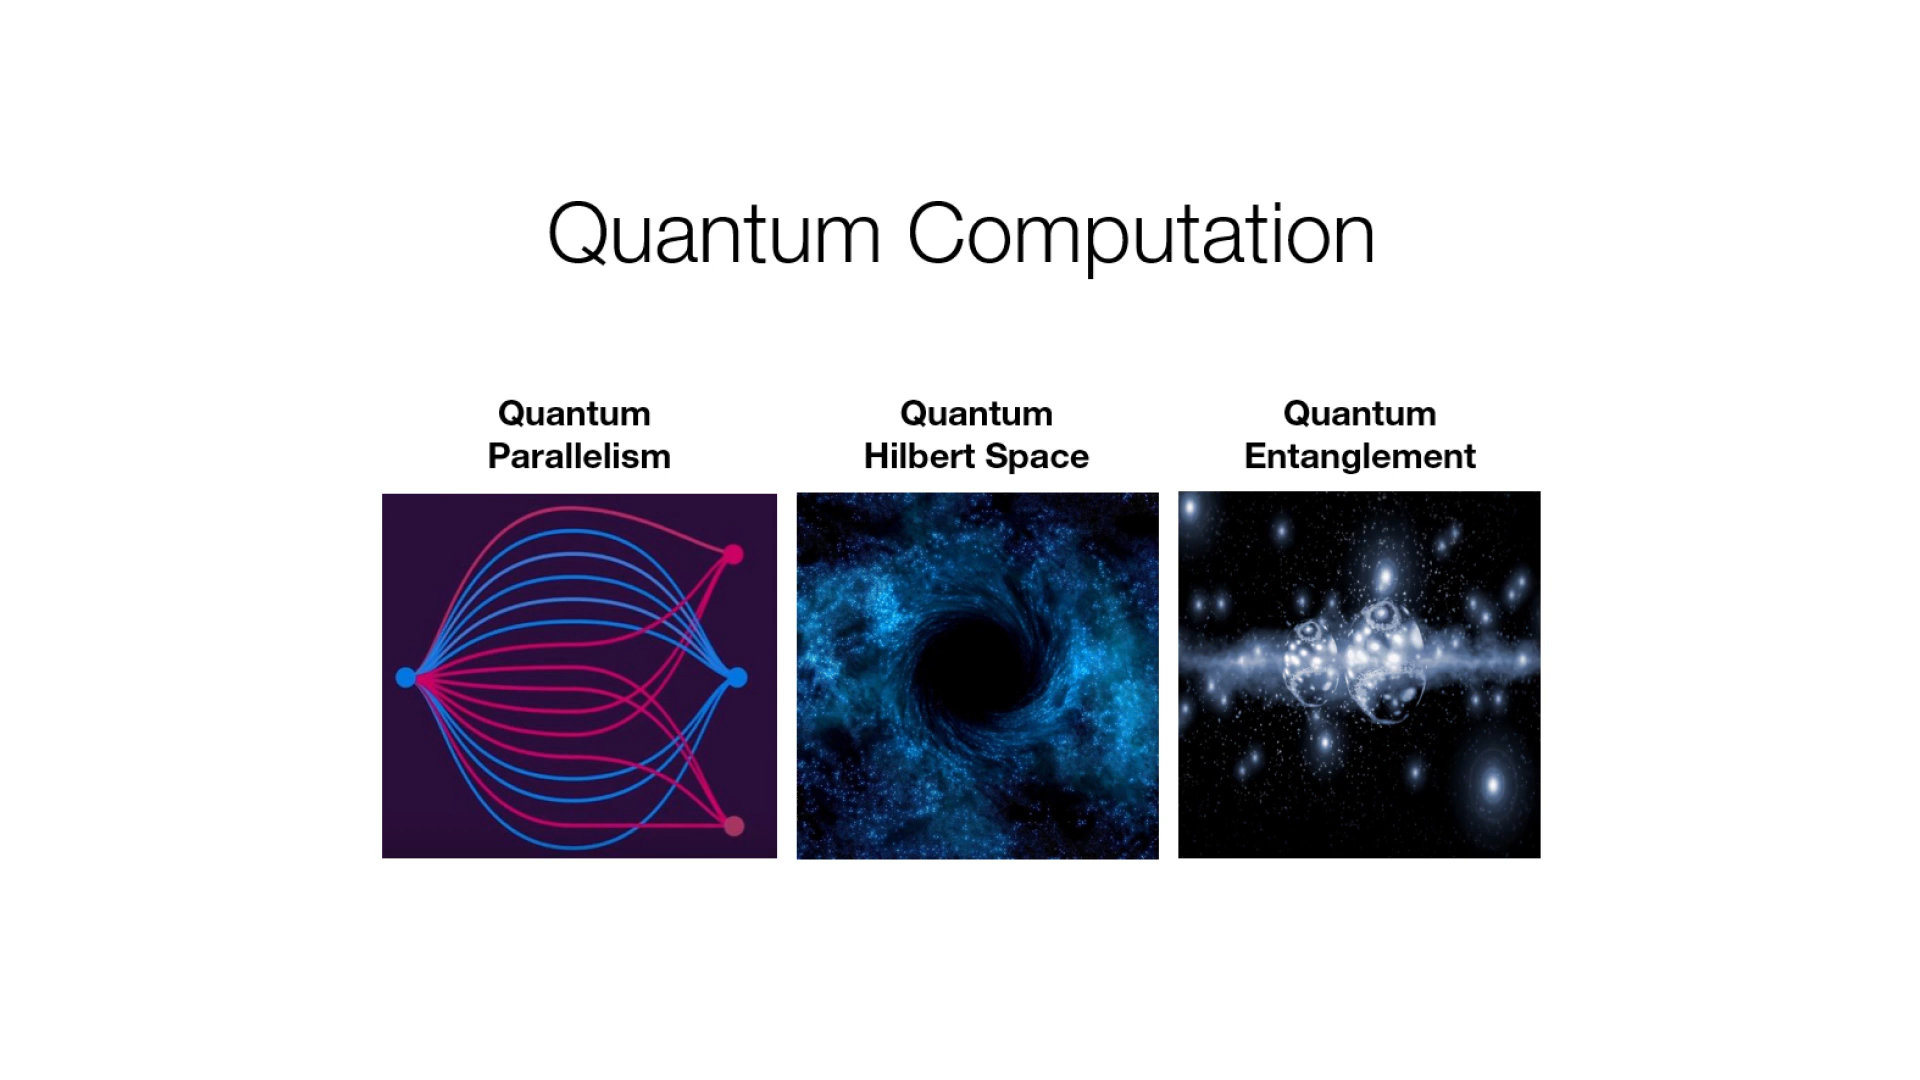 Quantum Computation
Quantum
Parallelism
Quantum
Hilbert Space
Quantum
Entanglement